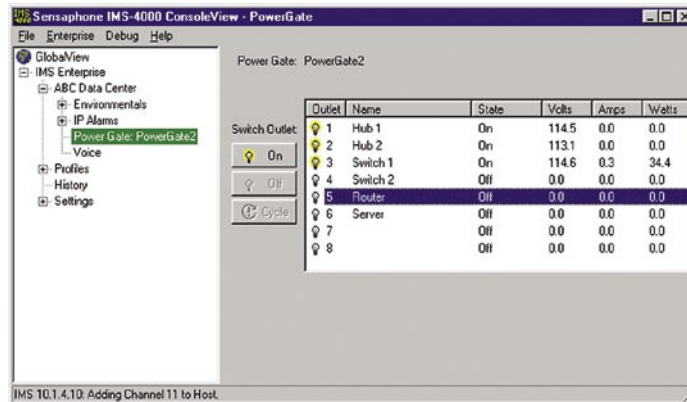 IMS 4000 Sensaphone IMS-4000 ConsoleView - PowerGate
File Enterprise Debug Help
GlobalView
IMS Enterprise
ABC Data Center
Environmentals
IP Alarms
Power Gate: PowerGate2
Voice
Profiles
History
Settings
Power Gate: PowerGate2
Switch Outlet:
On
Off
Cycle
Outlet Name State Volts Amps Watts
1 Hub 1 On 114.5 0.0 0.0
2 Hub 2 On 113.1 0.0 0.0
3 Switch 1 On 114.6 0.3 34.4
4 Switch 2 Off 0.0 0.0 0.0
5 Router Off 0.0 0.0 0.0
6 Server Off 0.0 0.0 0.0
7 Off 0.0 0.0 0.0
8 Off 0.0 0.0 0.0
IMS 10.1.4.10: Adding Channel 11 to Host.